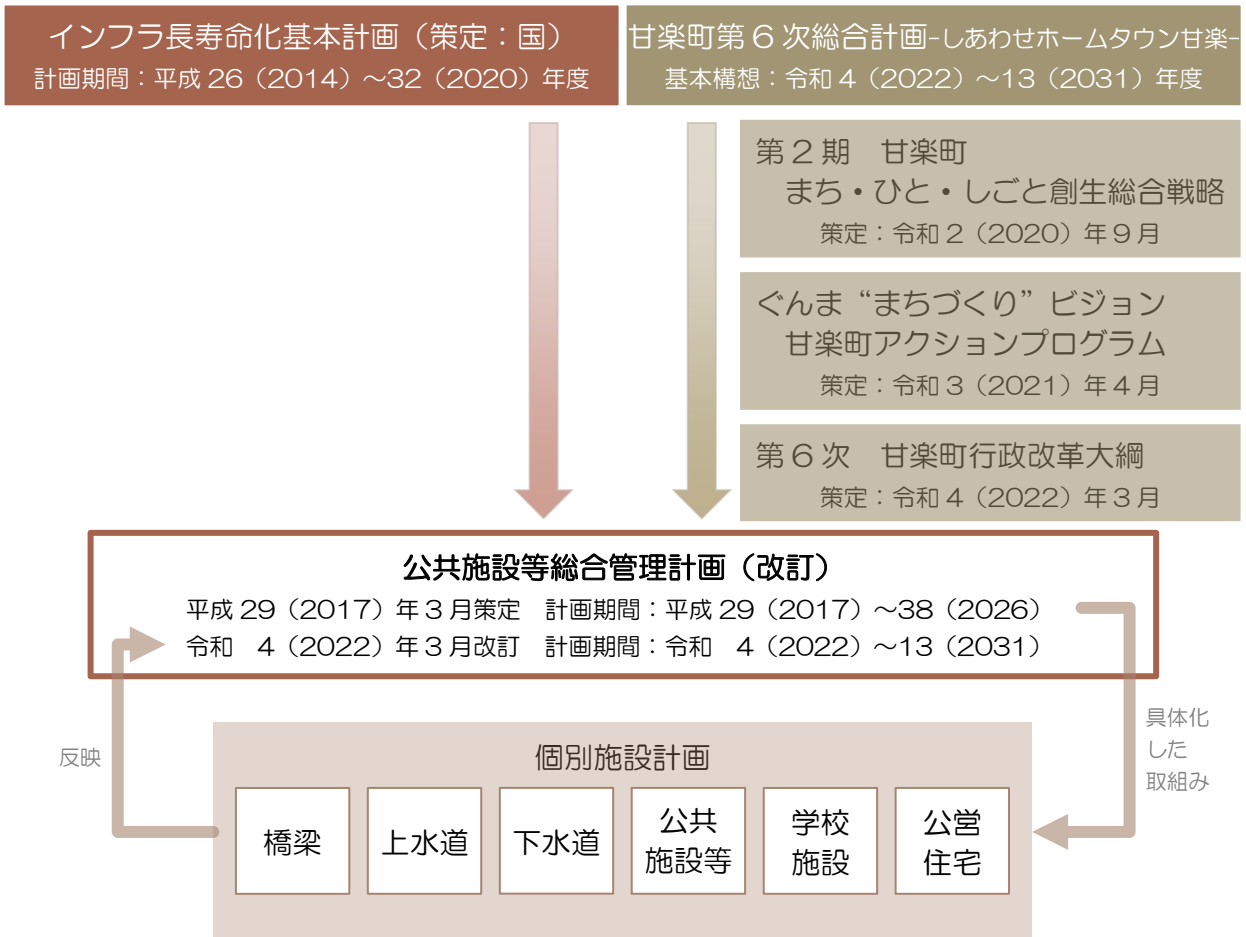 インフラ長寿命化基本計画（策定：国）
計画期間：平成26（2014）～32（2020）年度
甘楽町第6次総合計画-しあわせホームタウン甘楽-
基本構想：令和4（2022）～13（2031）年度
第2期　甘楽町
まち・ひと・しごと創生総合戦略
策定：令和2（2020）年9月
ぐんま“まちづくり”ビジョン
甘楽町アクションプログラム
策定：令和3（2021）年4月
第6次　甘楽町行政改革大綱
策定：令和4（2022）年3月
公共施設等総合管理計画（改訂）
平成29（2017）年3月策定　計画期間：平成29（2017）～38（2026）
令和　4（2022）年3月改訂　計画期間：令和　4（2022）～13（2031）
反映
具体化
した
取組み
個別施設計画
橋梁
上水道
下水道
公共
施設等
学校
施設
公営
住宅